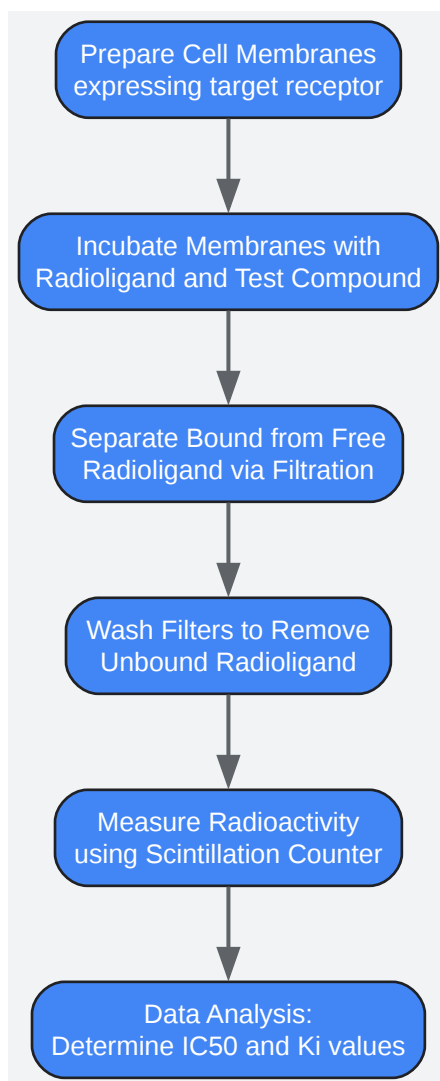 Prepare Cell Membranes
expressing target receptor
Incubate Membranes with
Radioligand and Test Compound
Separate Bound from Free
Radioligand via Filtration
Wash Filters to Remove
Unbound Radioligand
Measure Radioactivity
using Scintillation Counter
Data Analysis:
Determine IC50 and Ki values